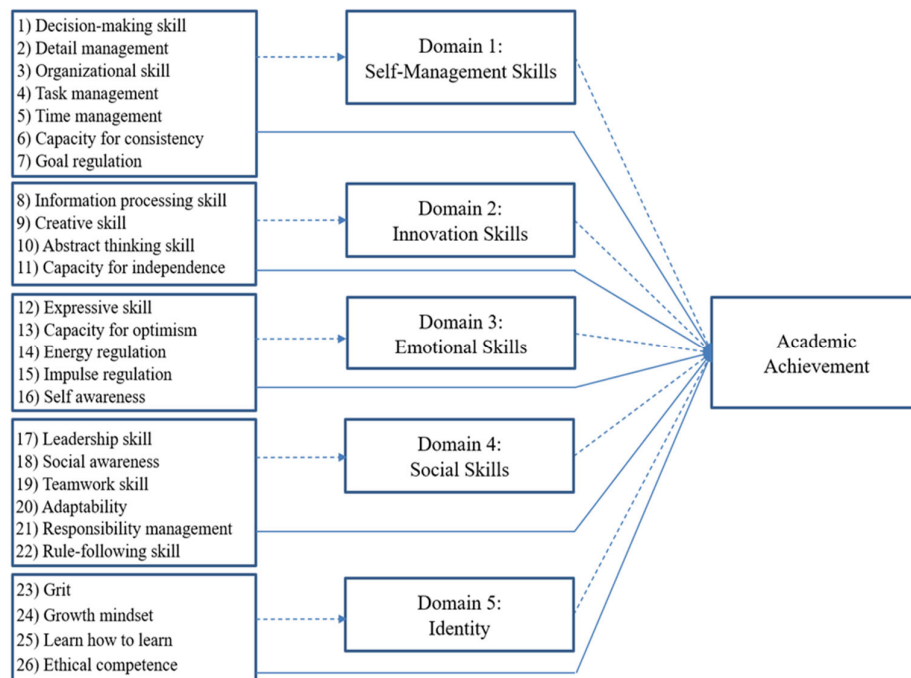 1) Decision-making skill
2) Detail management
3) Organizational skill
4) Task management
5) Time management
6) Capacity for consistency
7) Goal regulation
Domain 1:
Self-Management Skills
8) Information processing skill
9) Creative skill
10) Abstract thinking skill
11) Capacity for independence
Domain 2:
Innovation Skills
12) Expressive skill
13) Capacity for optimism
14) Energy regulation
15) Impulse regulation
16) Self awareness
Domain 3:
Emotional Skills
17) Leadership skill
18) Social awareness
19) Teamwork skill
20) Adaptability
21) Responsibility management
22) Rule-following skill
Domain 4:
Social Skills
23) Grit
24) Growth mindset
25) Learn how to learn
26) Ethical competence
Domain 5:
Identity
Academic
Achievement